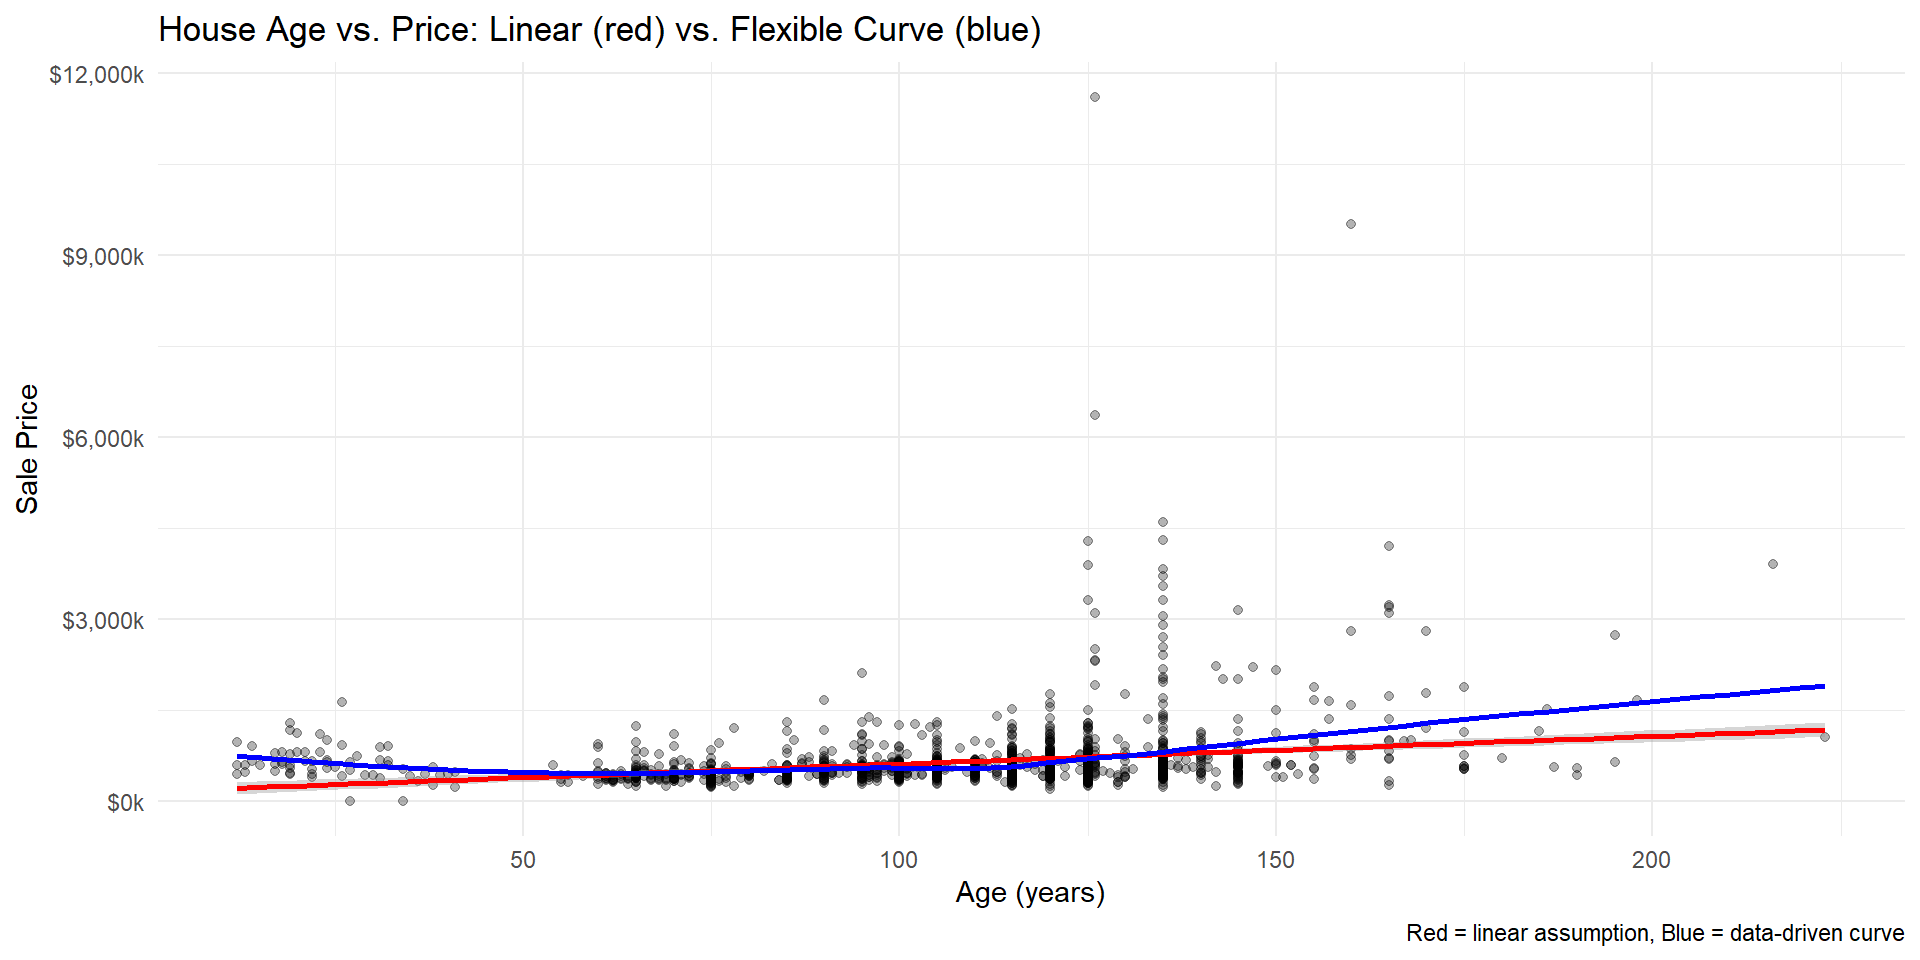 House Age vs. Price: Linear (red) vs. Flexible Curve (blue)
$12,000k
$9,000k
$6,000k
$3,000k
$0k
Sale Price
50
100
150
200
Age (years)
Red = linear assumption, Blue = data-driven curve